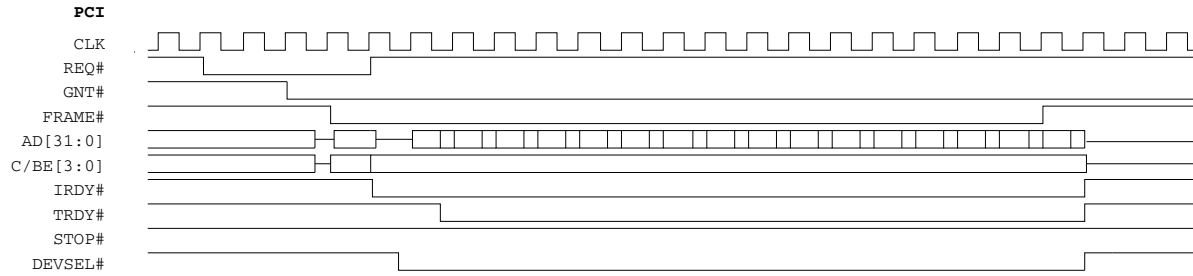 PCI
CLK
REQ#
GNT#
FRAME#
AD[31:0]
C/BE[3:0]
IRDY#
TRDY#
STOP#
DEVSEL#